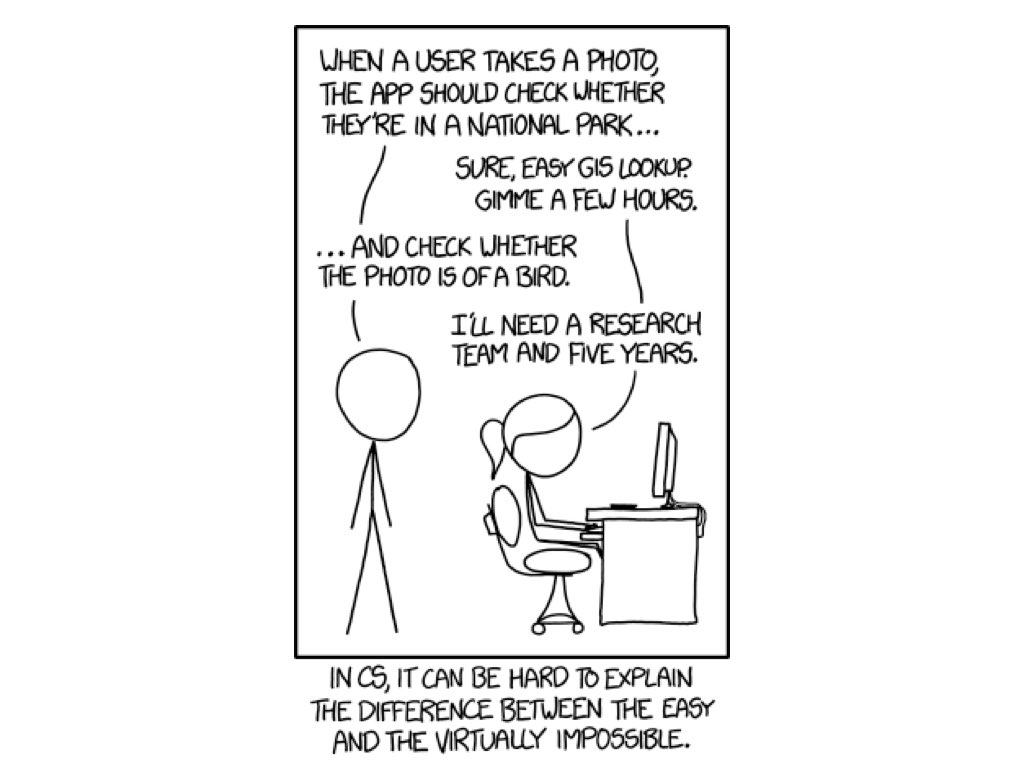 WHEN A USER TAKES A PHOTO,
THE APP SHOULD CHECK WHETHER
THEY'RE IN A NATIONAL PARK...
SURE, EASY GIS LOOKUP.
GIMME A FEW HOURS.
...AND CHECK WHETHER
THE PHOTO IS OF A BIRD.
I'LL NEED A RESEARCH
TEAM AND FIVE YEARS.
IN CS, IT CAN BE HARD TO EXPLAIN
THE DIFFERENCE BETWEEN THE EASY
AND THE VIRTUALLY IMPOSSIBLE.